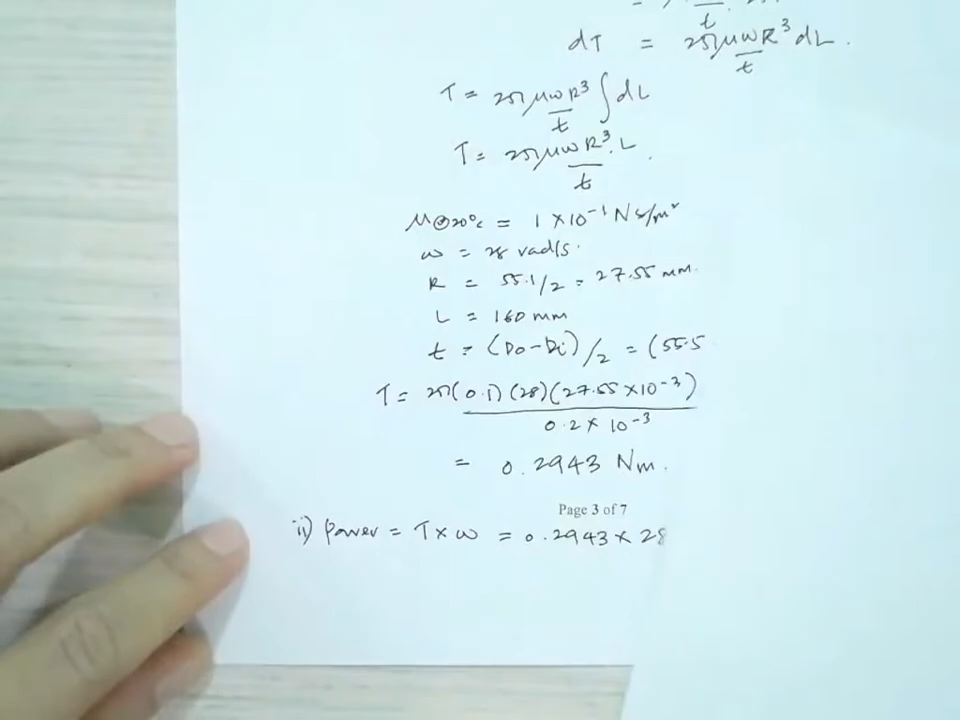 dT = 2πμωR³dL / t .
T = 2πμωR³/t ∫dL
T = 2πμωR³/t . L .
μ@20°c = 1 × 10⁻¹ Ns/m²
ω = 28 rad/s.
R = 55.1/2 = 27.55 mm.
L = 160 mm
t = (Do-Di)/2 = (55.5
T = 2π(0.1)(28)(27.55×10⁻³) / 0.2 × 10⁻³
= 0.2943 Nm.
Page 3 of 7
ii) Power = T × ω = 0.2943 × 28